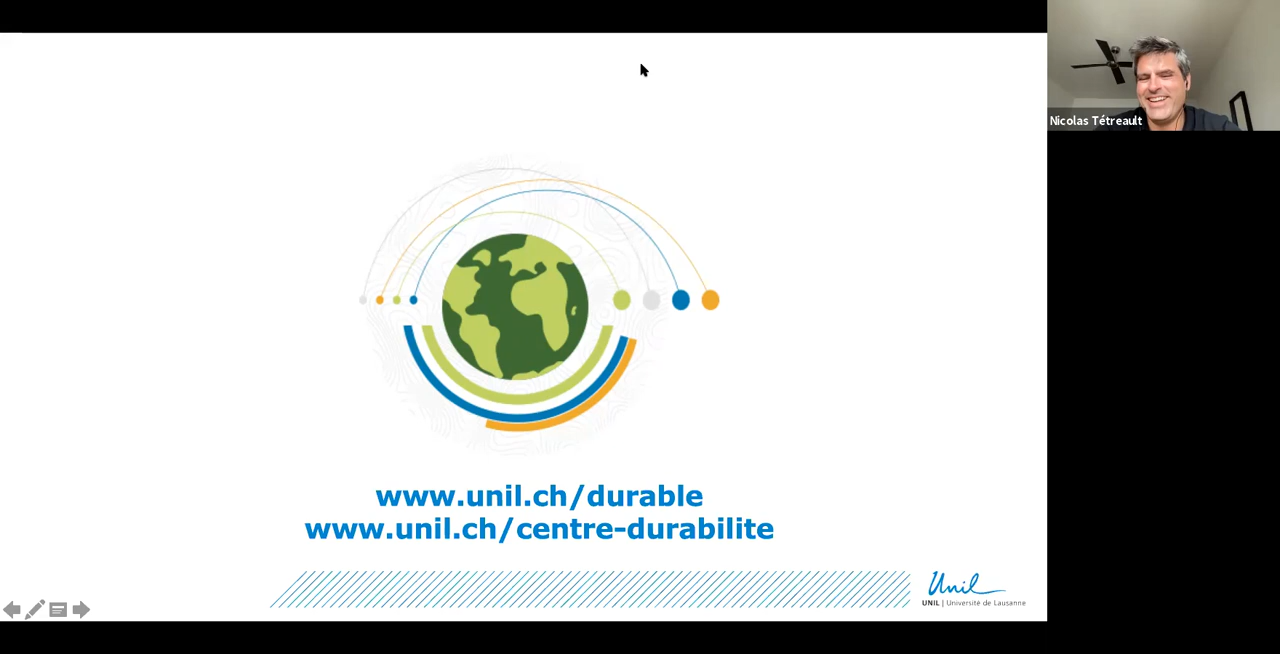 Nicolas Tétreault
www.unil.ch/durable
www.unil.ch/centre-durabilite
Unil
UNIL | Université de Lausanne